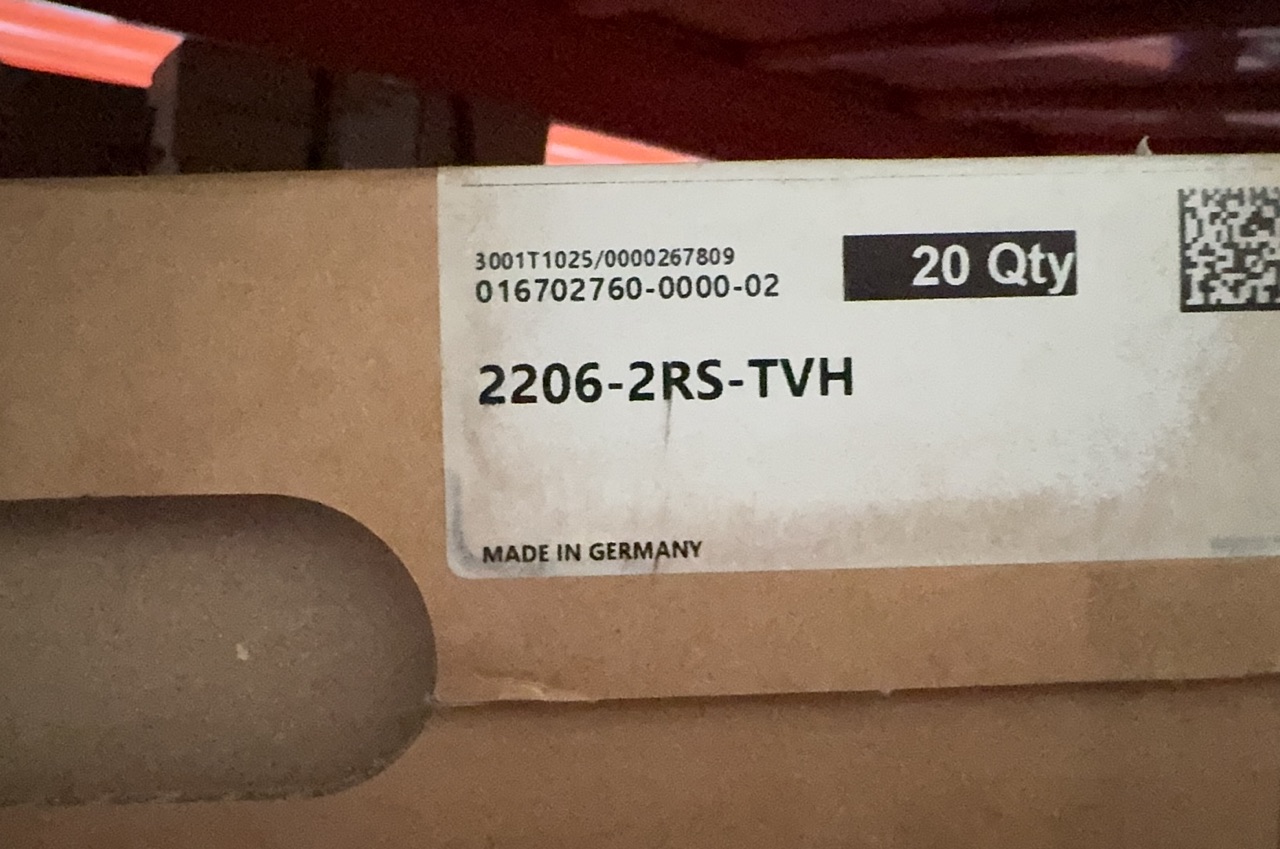 3001T1025/0000267809
016702760-0000-02
20 Qty
2206-2RS-TVH
MADE IN GERMANY